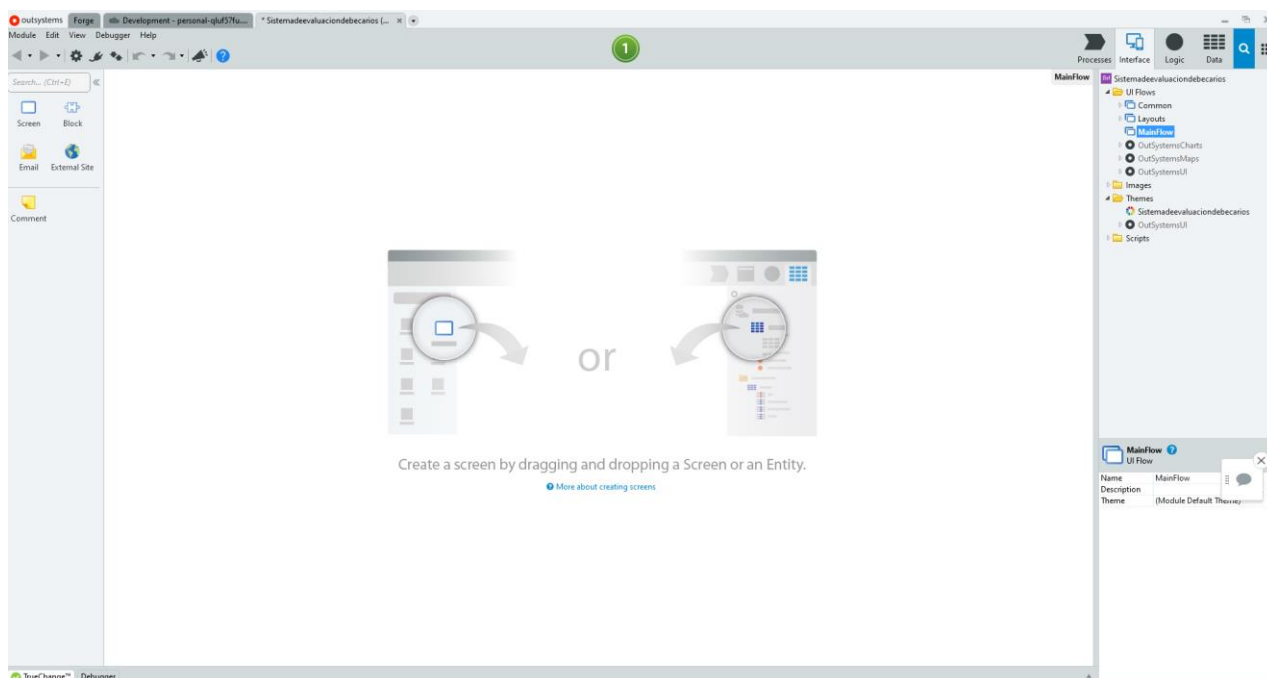 outsystems Forge Development - personal-qluf57fu.... * Sistemadeevaluaciondebecarios (...
Module Edit View Debugger Help
1
Processes Interface Logic Data
Search... (Ctrl+E)
Screen Block
Email External Site
Comment
MainFlow
Sistemadeevaluaciondebecarios
UI Flows
Common
Layouts
MainFlow
OutSystemsCharts
OutSystemsMaps
OutSystemsUI
Images
Themes
Sistemadeevaluaciondebecarios
OutSystemsUI
Scripts
or
Create a screen by dragging and dropping a Screen or an Entity.
More about creating screens
MainFlow
UI Flow
Name MainFlow
Description
Theme (Module Default Theme)
TrueChange™ Debugger